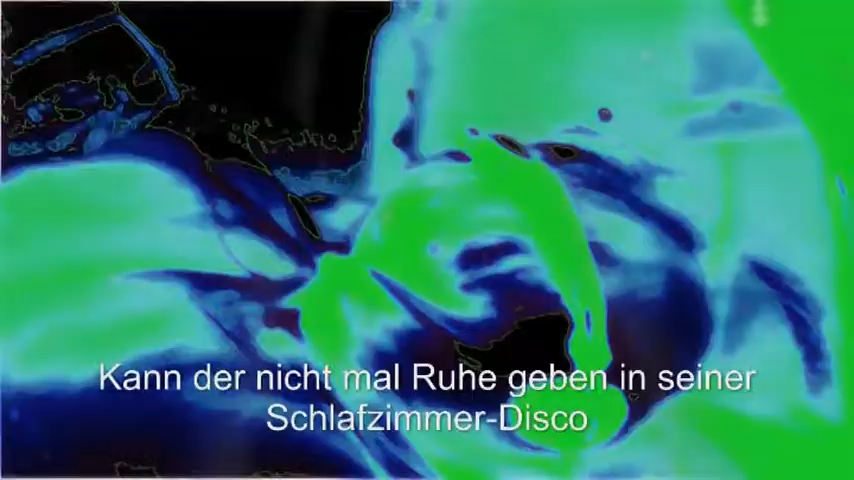 Kann der nicht mal Ruhe geben in seiner
Schlafzimmer-Disco